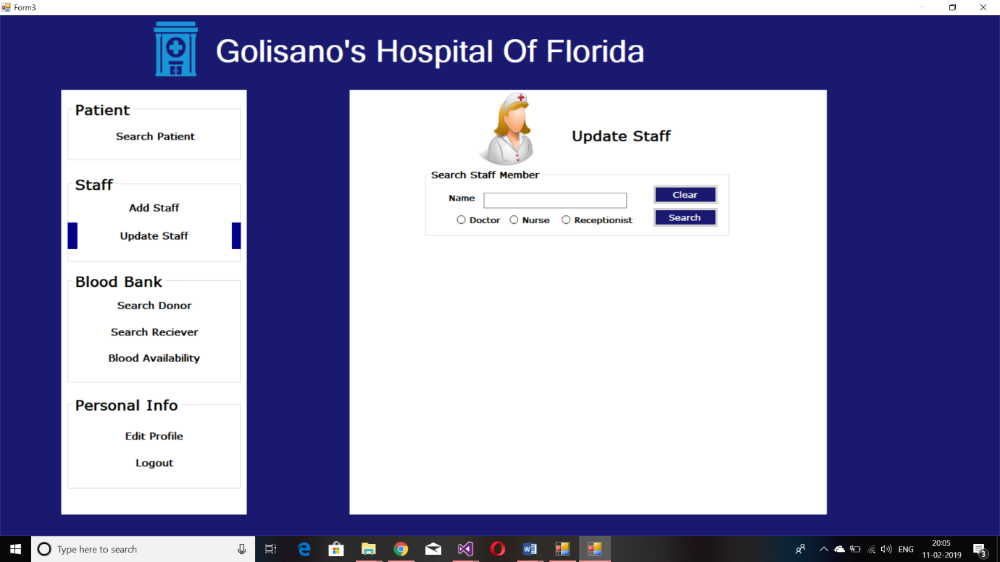 Form3
Golisano's Hospital Of Florida
Patient
Search Patient
Staff
Add Staff
Update Staff
Blood Bank
Search Donor
Search Reciever
Blood Availability
Personal Info
Edit Profile
Logout
Update Staff
Search Staff Member
Name
Clear
Doctor Nurse Receptionist
Search
Type here to search
ENG
20:05
11-02-2019
3